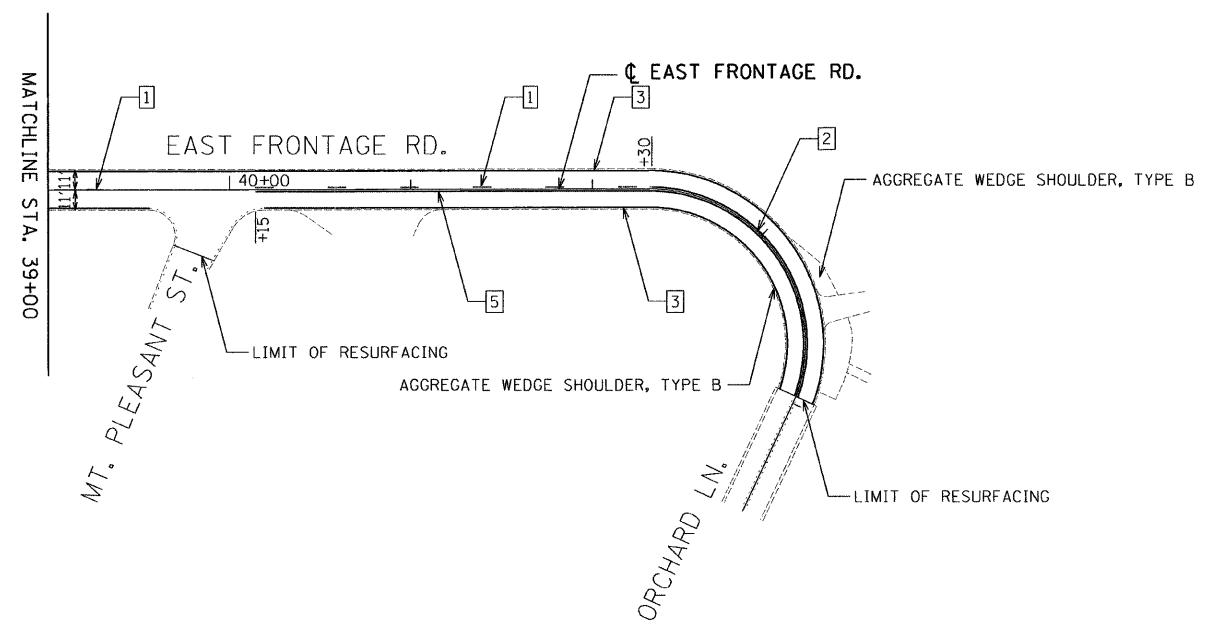 ℄ EAST FRONTAGE RD.
1
1
3
EAST FRONTAGE RD.
+30
2
MATCHLINE STA. 39+00
11'
11'
40+00
AGGREGATE WEDGE SHOULDER, TYPE B
+15
5
3
MT. PLEASANT ST.
LIMIT OF RESURFACING
AGGREGATE WEDGE SHOULDER, TYPE B
LIMIT OF RESURFACING
ORCHARD LN.